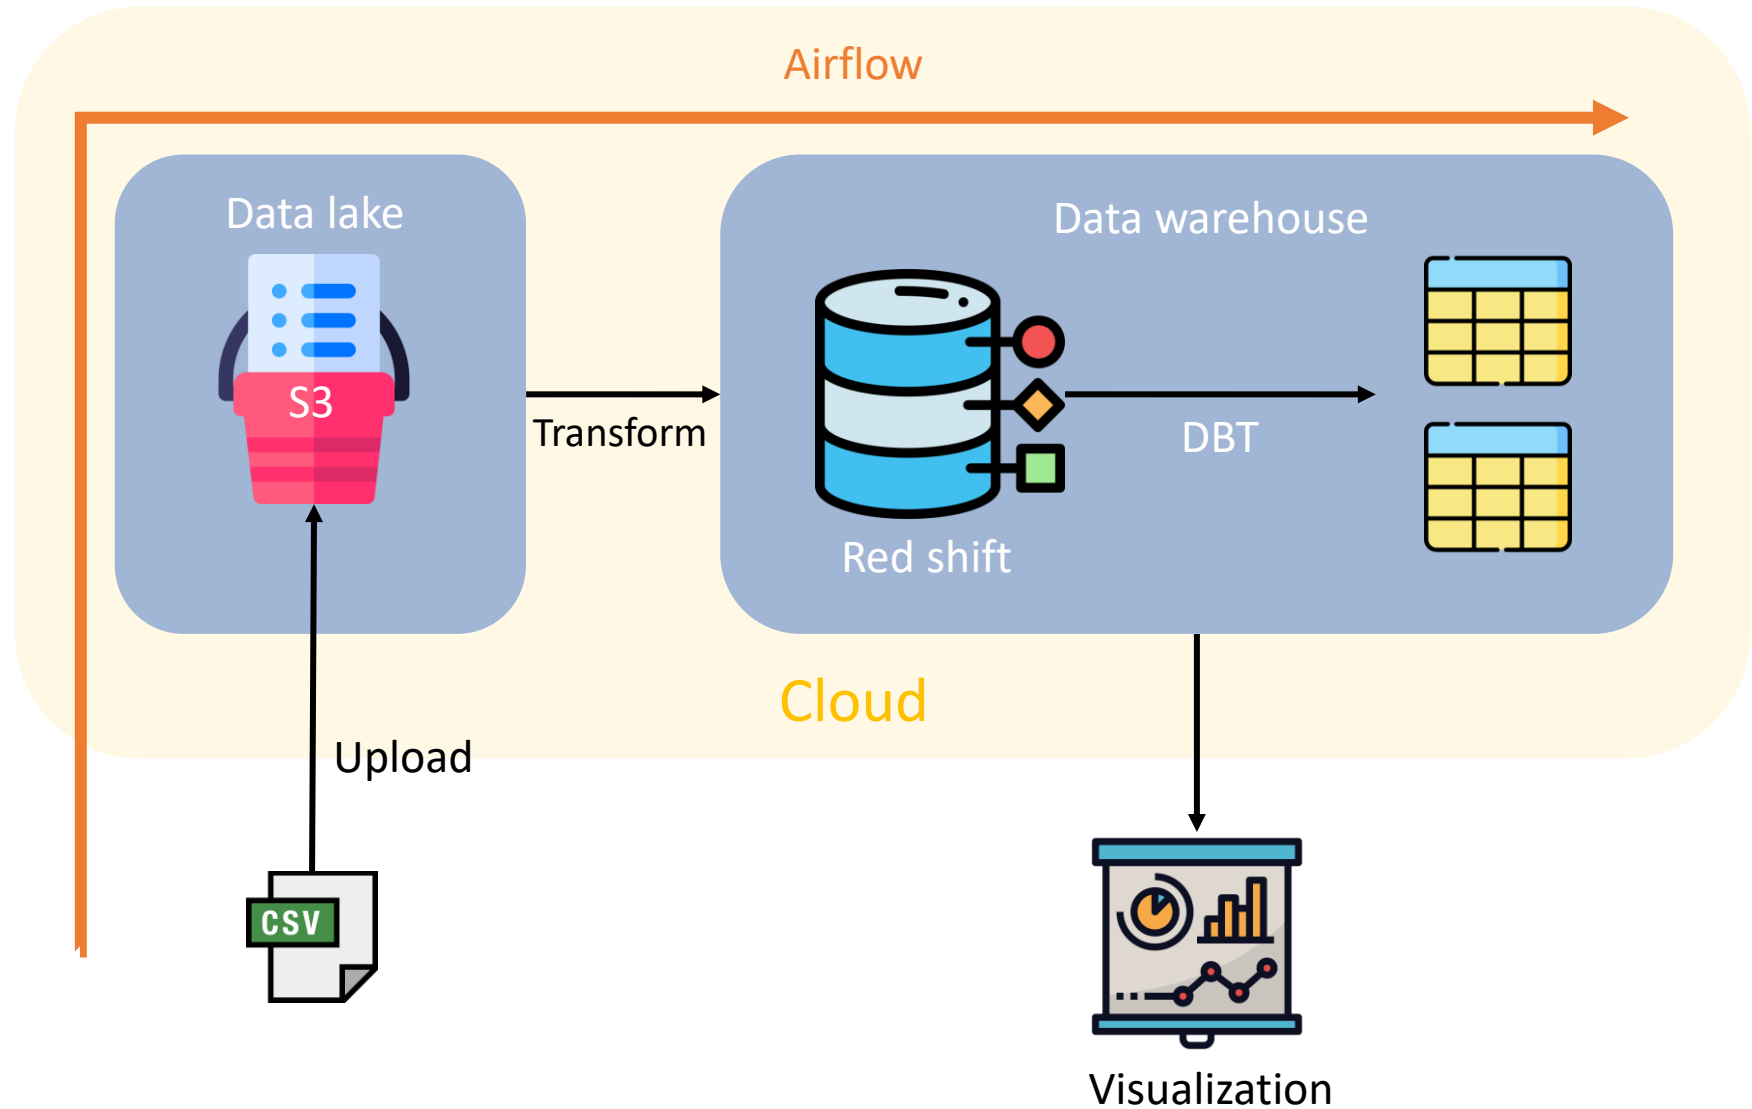 Airflow
Data lake
Data warehouse
S3
Transform
DBT
Red shift
Cloud
Upload
CSV
Visualization